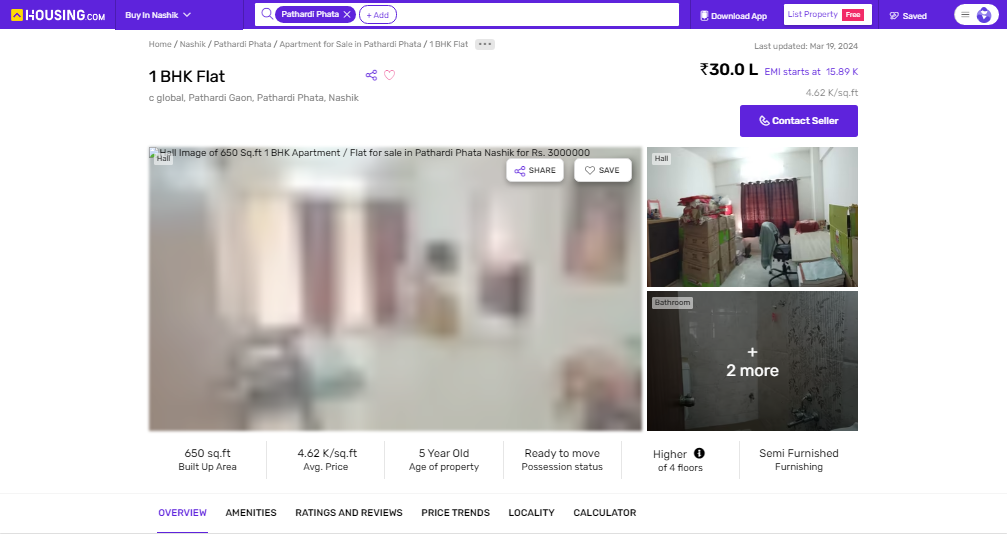 HOUSING.COM
Buy In Nashik
Pathardi Phata
+ Add
Download App
List Property Free
Saved
Home / Nashik / Pathardi Phata / Apartment for Sale in Pathardi Phata / 1 BHK Flat
Last updated: Mar 19, 2024
1 BHK Flat
₹30.0 L EMI starts at 15.89 K
c global, Pathardi Gaon, Pathardi Phata, Nashik
4.62 K/sq.ft
Contact Seller
Hall Image of 650 Sq.ft 1 BHK Apartment / Flat for sale in Pathardi Phata Nashik for Rs. 3000000
Hall
SHARE
SAVE
Hall
Bathroom
+
2 more
650 sq.ft
Built Up Area
4.62 K/sq.ft
Avg. Price
5 Year Old
Age of property
Ready to move
Possession status
Higher
of 4 floors
Semi Furnished
Furnishing
OVERVIEW AMENITIES RATINGS AND REVIEWS PRICE TRENDS LOCALITY CALCULATOR